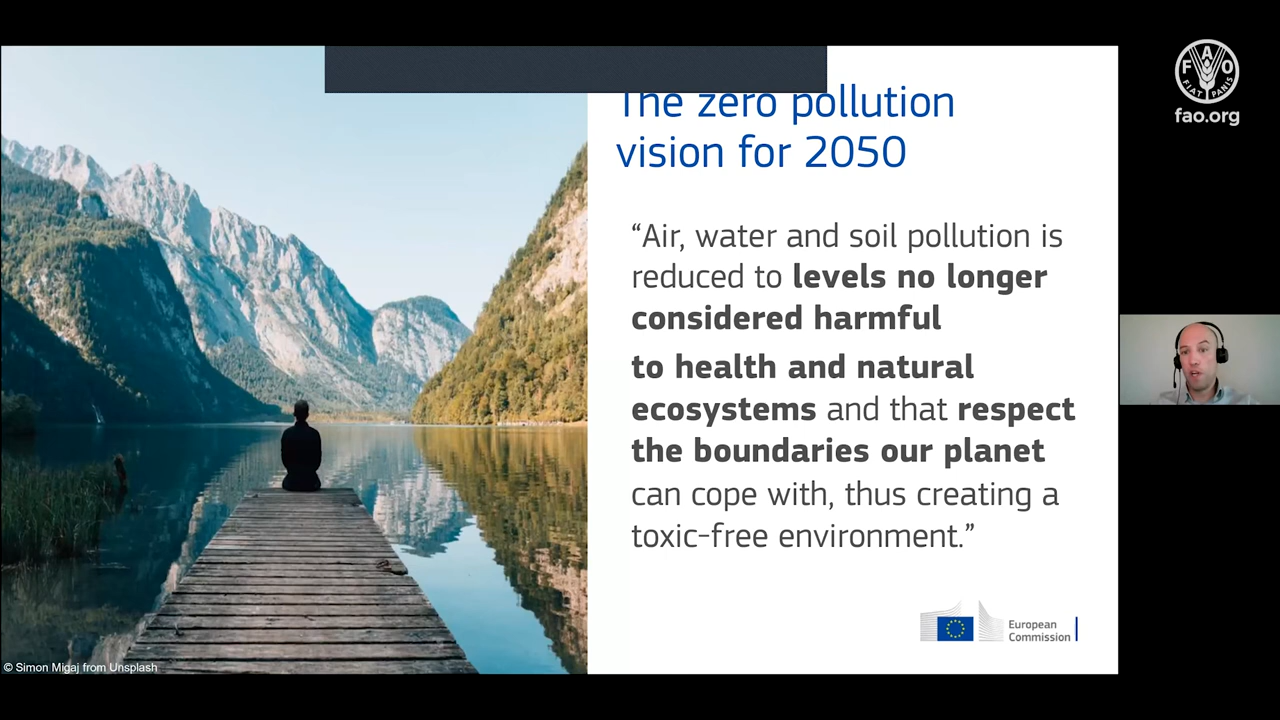 The zero pollution
vision for 2050
“Air, water and soil pollution is
reduced to levels no longer
considered harmful
to health and natural
ecosystems and that respect
the boundaries our planet
can cope with, thus creating a
toxic-free environment.”
European
Commission
© Simon Migaj from Unsplash
FAO
FIAT PANIS
fao.org